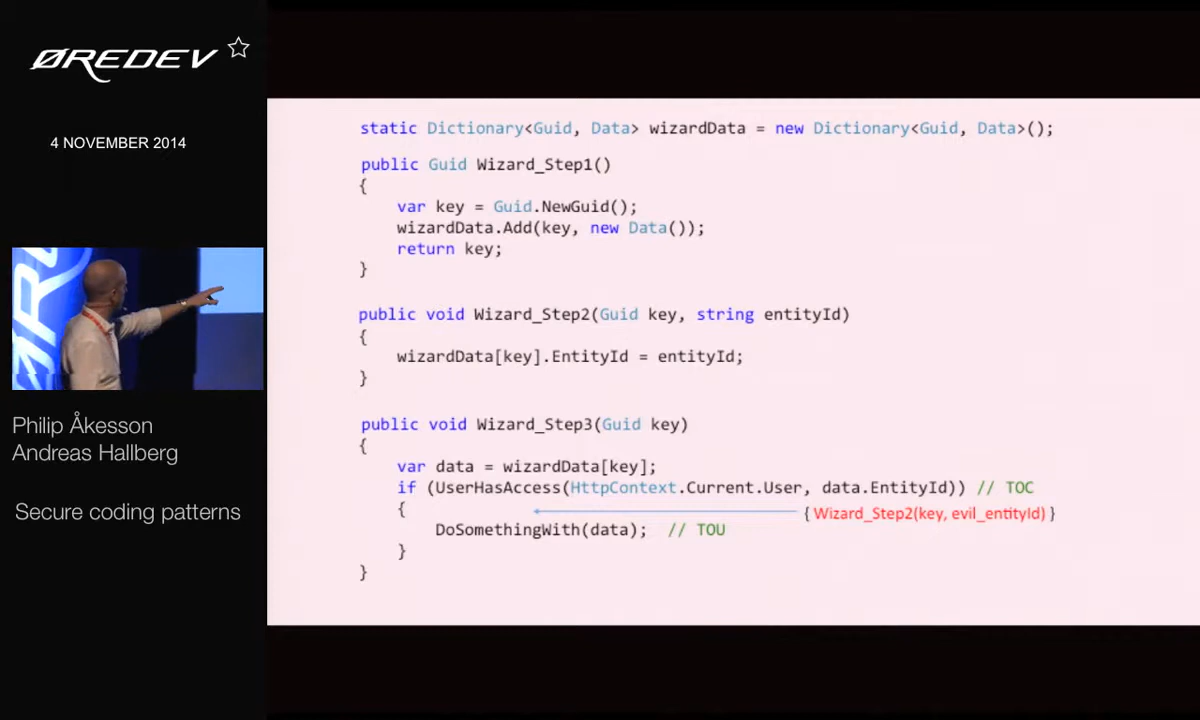 ØREDEV
4 NOVEMBER 2014
Philip Åkesson
Andreas Hallberg
Secure coding patterns
static Dictionary<Guid, Data> wizardData = new Dictionary<Guid, Data>();
public Guid Wizard_Step1()
{
var key = Guid.NewGuid();
wizardData.Add(key, new Data());
return key;
}
public void Wizard_Step2(Guid key, string entityId)
{
wizardData[key].EntityId = entityId;
}
public void Wizard_Step3(Guid key)
{
var data = wizardData[key];
if (UserHasAccess(HttpContext.Current.User, data.EntityId)) // TOC
{ { Wizard_Step2(key, evil_entityId) }
DoSomethingWith(data); // TOU
}
}